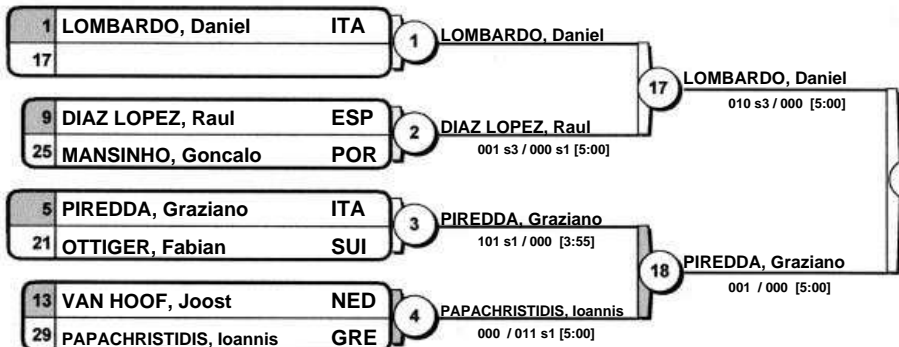 1 LOMBARDO, Daniel ITA
17
1
LOMBARDO, Daniel
9 DIAZ LOPEZ, Raul ESP
25 MANSINHO, Goncalo POR
2
DIAZ LOPEZ, Raul
001 s3 / 000 s1 [5:00]
17
LOMBARDO, Daniel
010 s3 / 000 [5:00]
5 PIREDDA, Graziano ITA
21 OTTIGER, Fabian SUI
3
PIREDDA, Graziano
101 s1 / 000 [3:55]
13 VAN HOOF, Joost NED
29 PAPACHRISTIDIS, Ioannis GRE
4
PAPACHRISTIDIS, Ioannis
000 / 011 s1 [5:00]
18
PIREDDA, Graziano
001 / 000 [5:00]